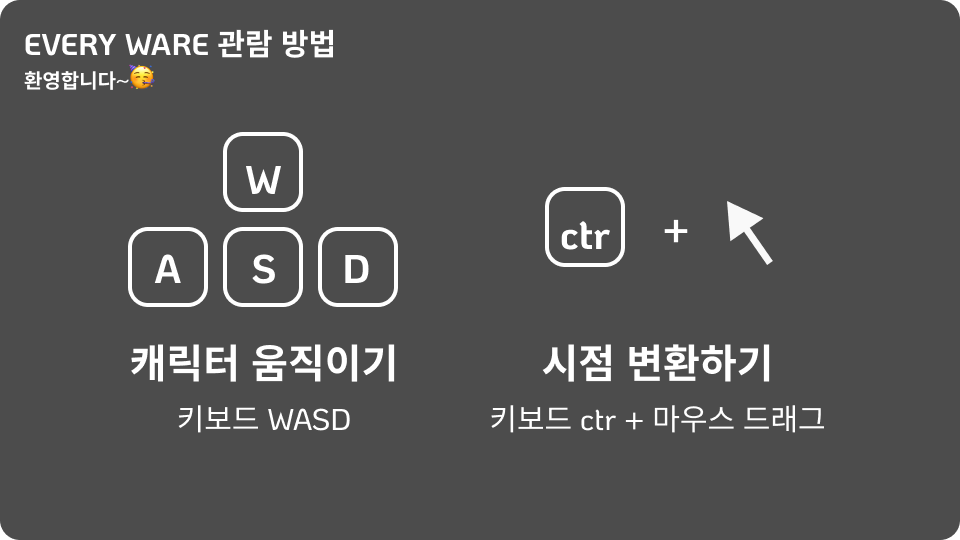 EVERY WARE 관람 방법
환영합니다~🥳
W
A S D
ctr +
캐릭터 움직이기
키보드 WASD
시점 변환하기
키보드 ctr + 마우스 드래그